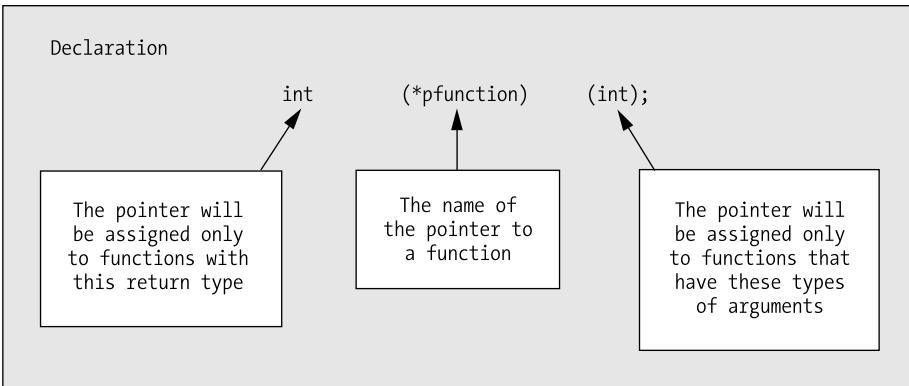 Declaration
int (*pfunction) (int);
The pointer will
be assigned only
to functions with
this return type
The name of
the pointer to
a function
The pointer will
be assigned only
to functions that
have these types
of arguments